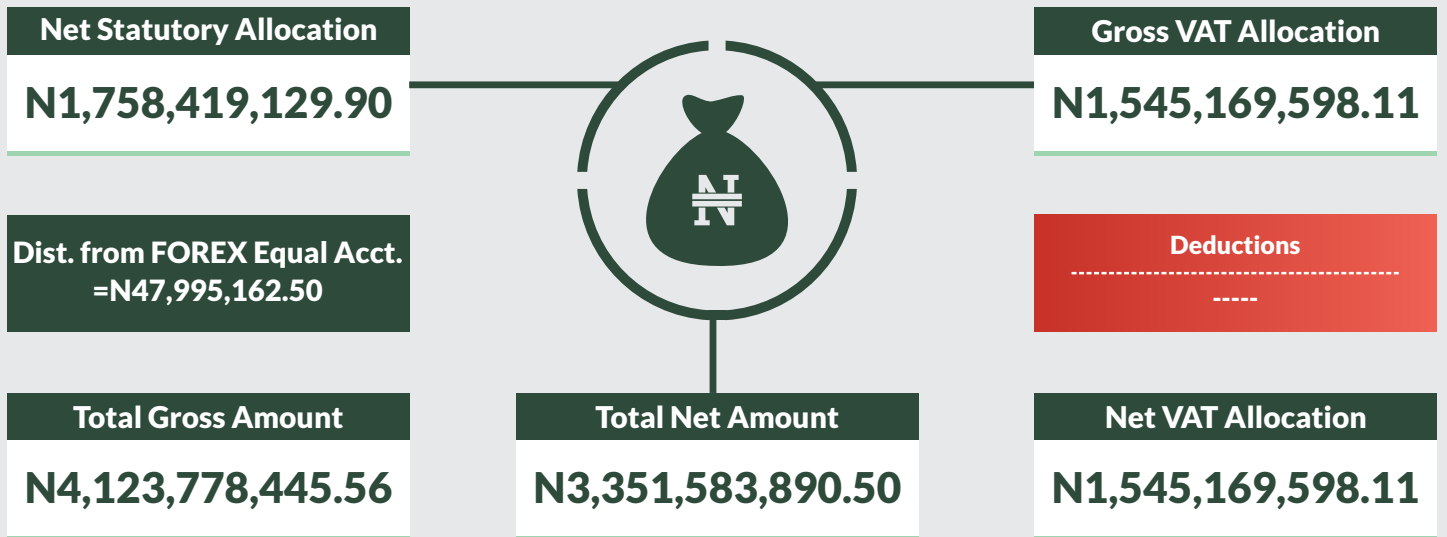 Net Statutory Allocation
N1,758,419,129.90
Gross VAT Allocation
N1,545,169,598.11
₦
Dist. from FOREX Equal Acct.
=N47,995,162.50
Deductions
--------------------------------------------
-----
Total Gross Amount
N4,123,778,445.56
Total Net Amount
N3,351,583,890.50
Net VAT Allocation
N1,545,169,598.11